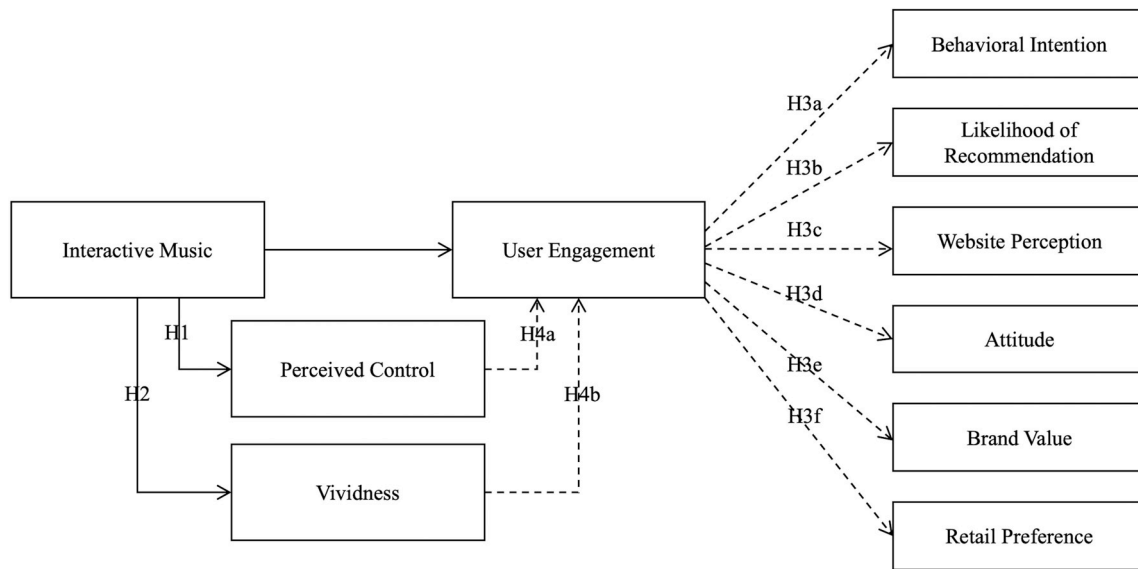 Behavioral Intention
H3a
Likelihood of
Recommendation
H3b
Interactive Music
User Engagement
H3c
Website Perception
H3d
H1
H4a
Perceived Control
Attitude
H2
H4b
H3e
H3f
Brand Value
Vividness
Retail Preference